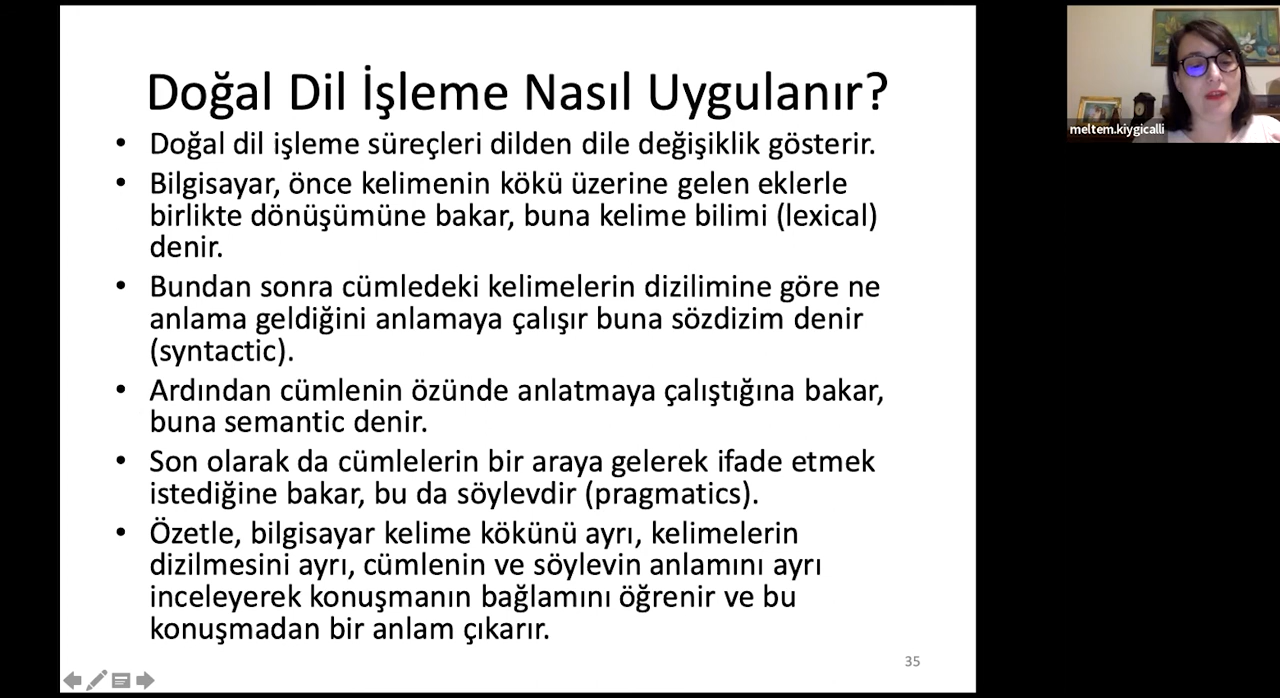 Doğal Dil İşleme Nasıl Uygulanır?
• Doğal dil işleme süreçleri dilden dile değişiklik gösterir.
• Bilgisayar, önce kelimenin kökü üzerine gelen eklerle
birlikte dönüşümüne bakar, buna kelime bilimi (lexical)
denir.
• Bundan sonra cümledeki kelimelerin dizilimine göre ne
anlama geldiğini anlamaya çalışır buna sözdizim denir
(syntactic).
• Ardından cümlenin özünde anlatmaya çalıştığına bakar,
buna semantic denir.
• Son olarak da cümlelerin bir araya gelerek ifade etmek
istediğine bakar, bu da söylevdir (pragmatics).
• Özetle, bilgisayar kelime kökünü ayrı, kelimelerin
dizilmesini ayrı, cümlenin ve söylevin anlamını ayrı
inceleyerek konuşmanın bağlamını öğrenir ve bu
konuşmadan bir anlam çıkarır.
35
meltem.kiygicalli